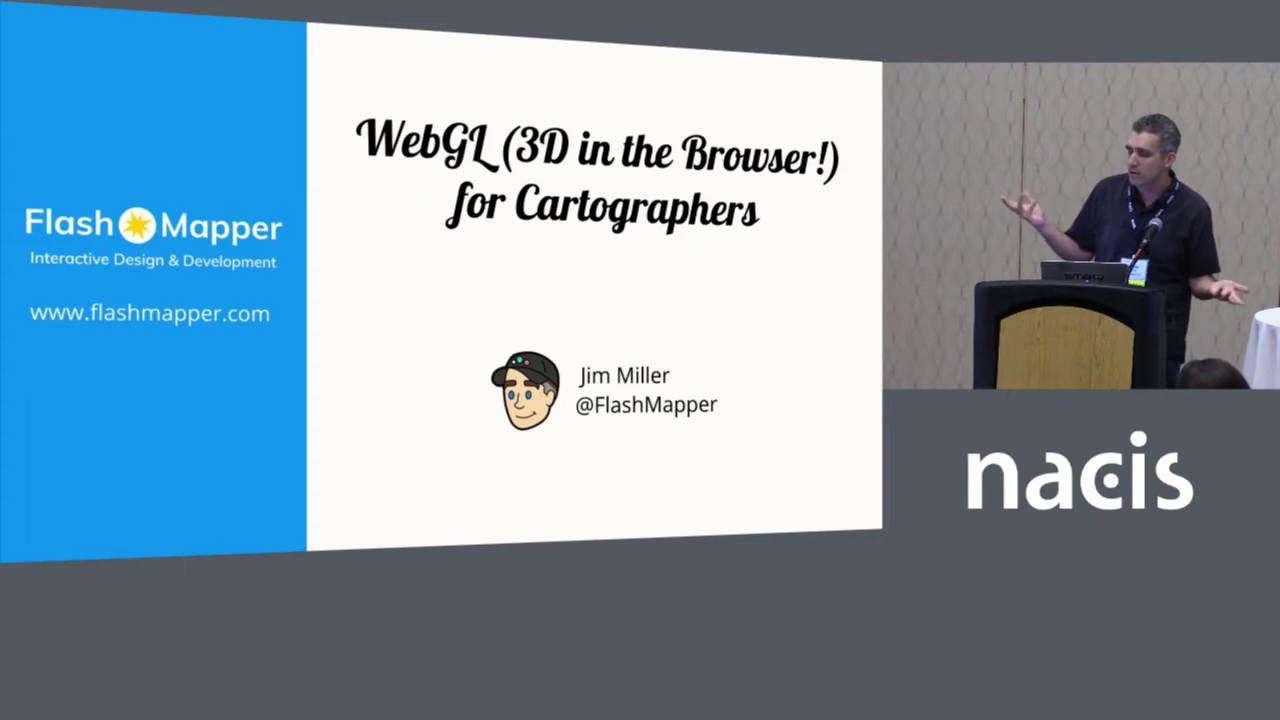 Flash Mapper
Interactive Design & Development
www.flashmapper.com
WebGL (3D in the Browser!)
for Cartographers
Jim Miller
@FlashMapper
nacis